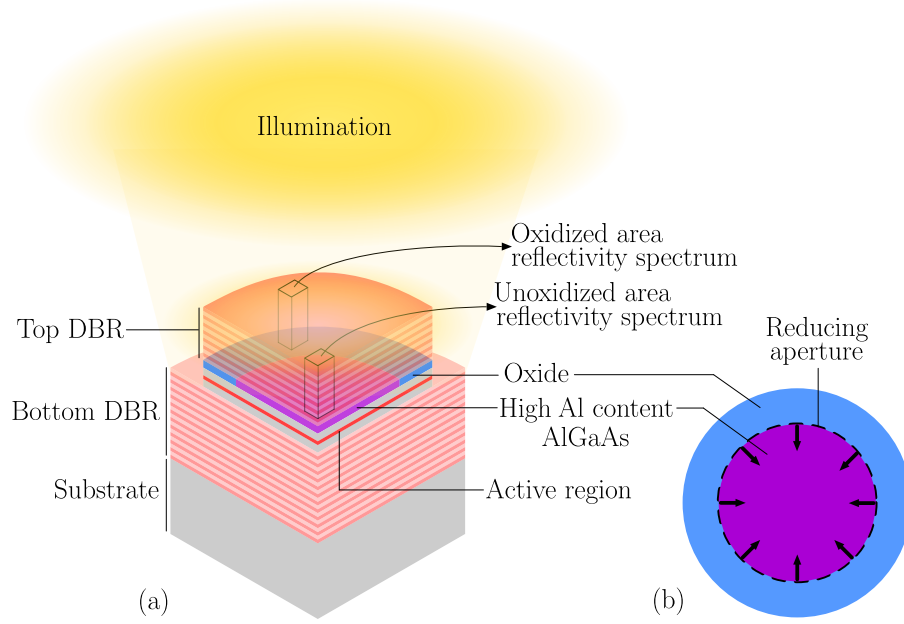 Illumination
Oxidized area
reflectivity spectrum
Unoxidized area
reflectivity spectrum
Top DBR
Reducing
aperture
Oxide
Bottom DBR
High Al content
AlGaAs
Substrate
Active region
(a)
(b)